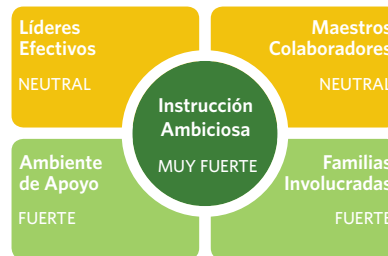 Líderes
Efectivos
NEUTRAL
Maestros
Colaboradores
NEUTRAL
Instrucción
Ambiciosa
MUY FUERTE
Ambiente
de Apoyo
FUERTE
Familias
Involucradas
FUERTE